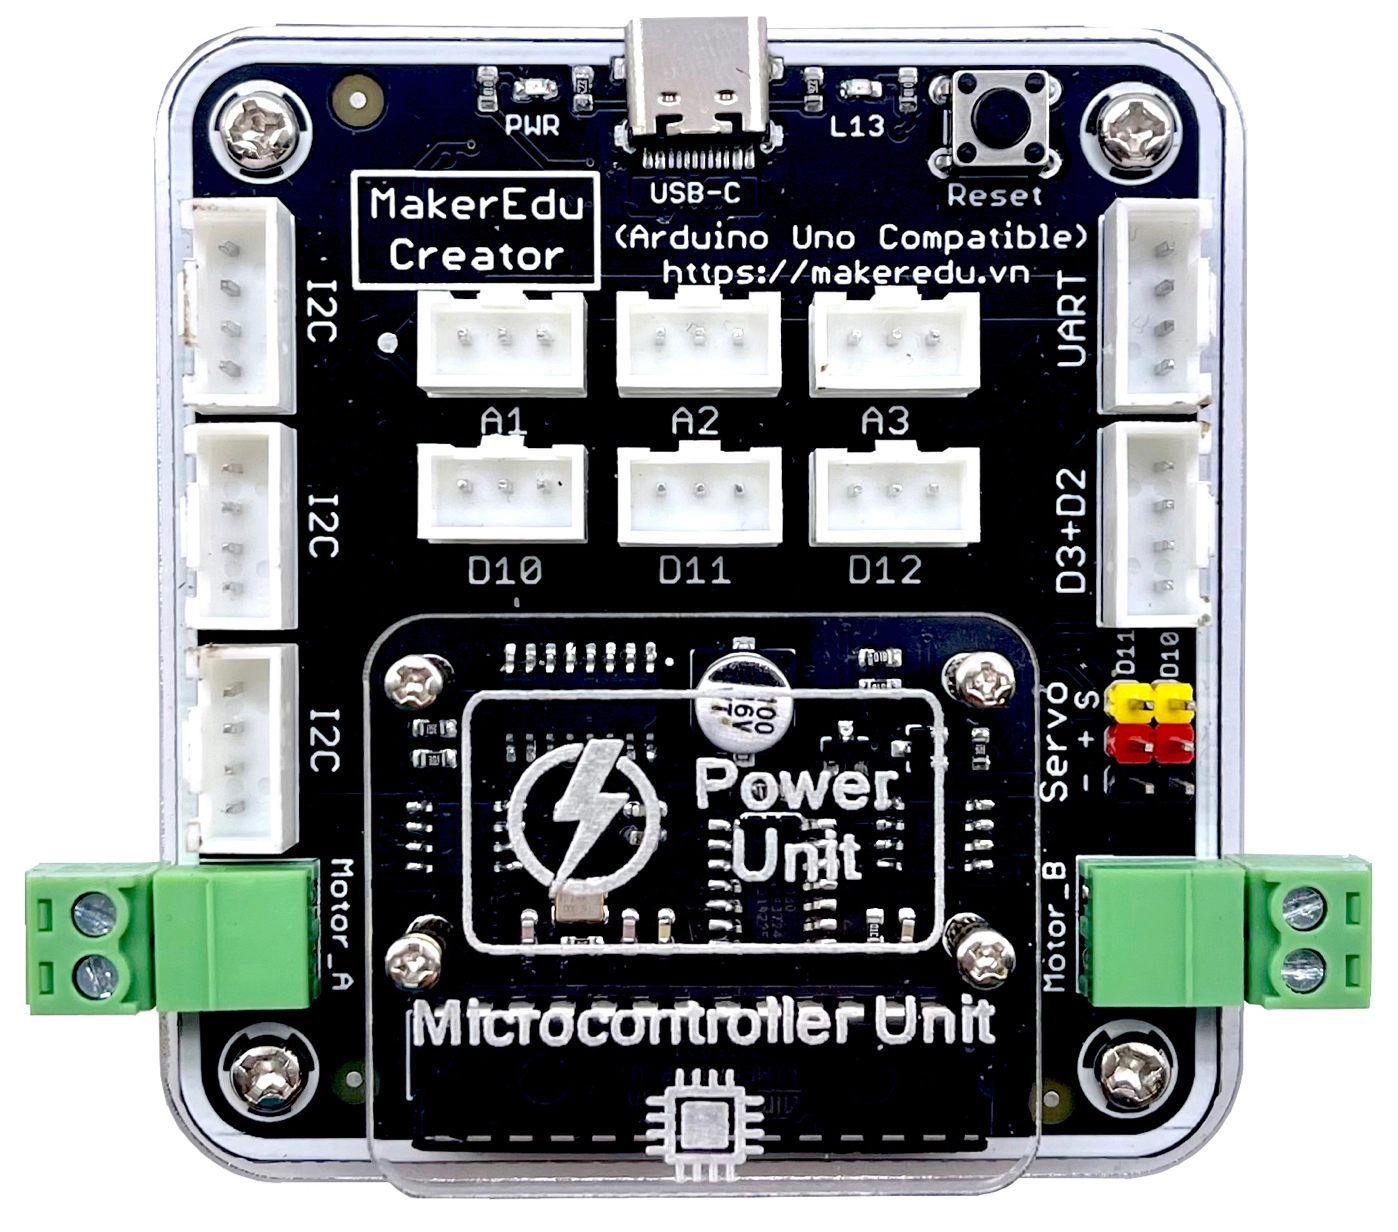 PWR
L13
USB-C
Reset
MakerEdu
Creator
(Arduino Uno Compatible)
https://makeredu.vn
I2C
UART
A1
A2
A3
I2C
D3+D2
D10
D11
D12
I2C
D11
D10
Servo
- + S
100
16V
VT
Power
Unit
Motor_A
Motor_B
Microcontroller Unit